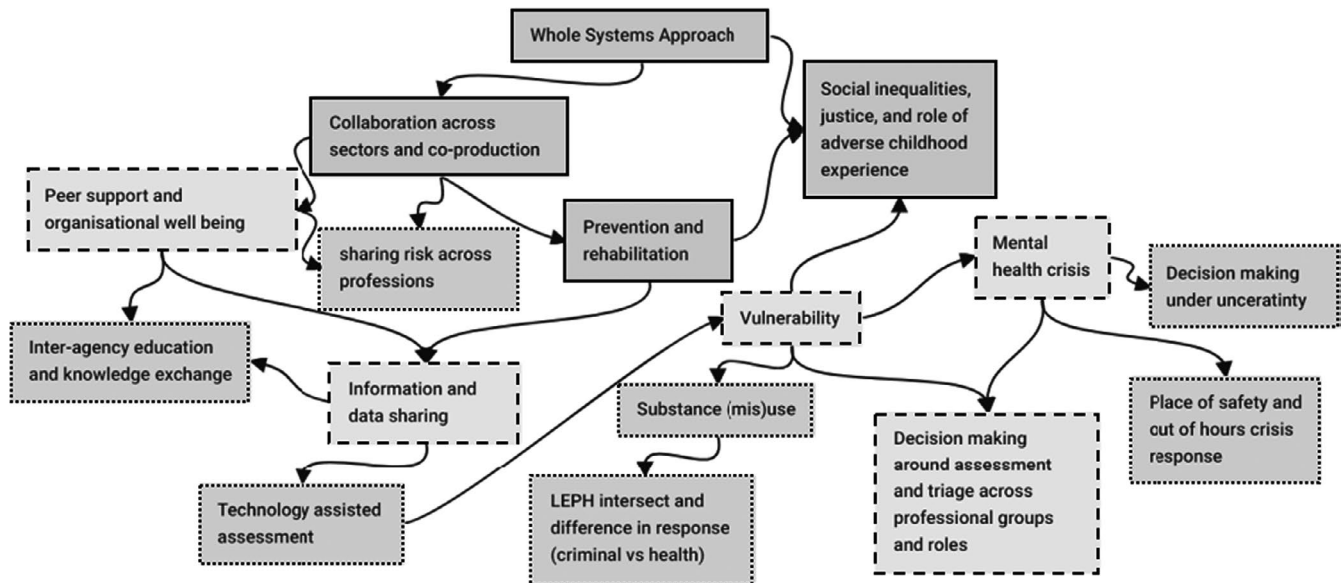 Whole Systems Approach
Social inequalities,
justice, and role of
adverse childhood
experience
Collaboration across
sectors and co-production
Peer support and
organisational well being
sharing risk across
professions
Prevention and
rehabilitation
Mental
health crisis
Decision making
under unceratinty
Vulnerability
Inter-agency education
and knowledge exchange
Information and
data sharing
Substance (mis)use
Place of safety and
out of hours crisis
response
Decision making
around assessment
and triage across
professional groups
and roles
Technology assisted
assessment
LEPH intersect and
difference in response
(criminal vs health)